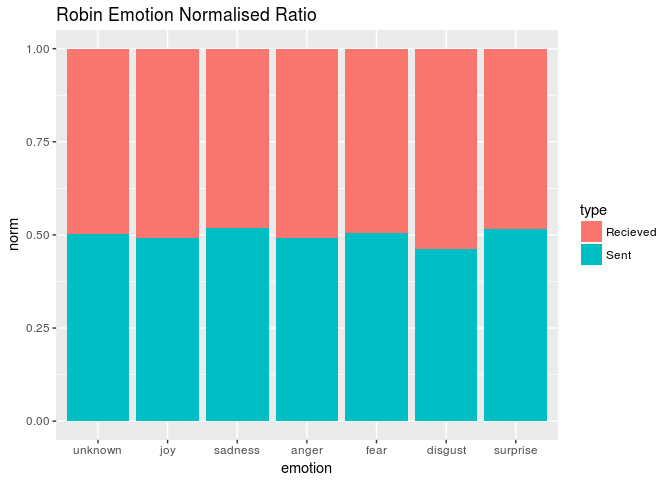 Robin Emotion Normalised Ratio
1.00
0.75
0.50
0.25
0.00
norm
unknown joy sadness anger fear disgust surprise
emotion
type
Recieved
Sent